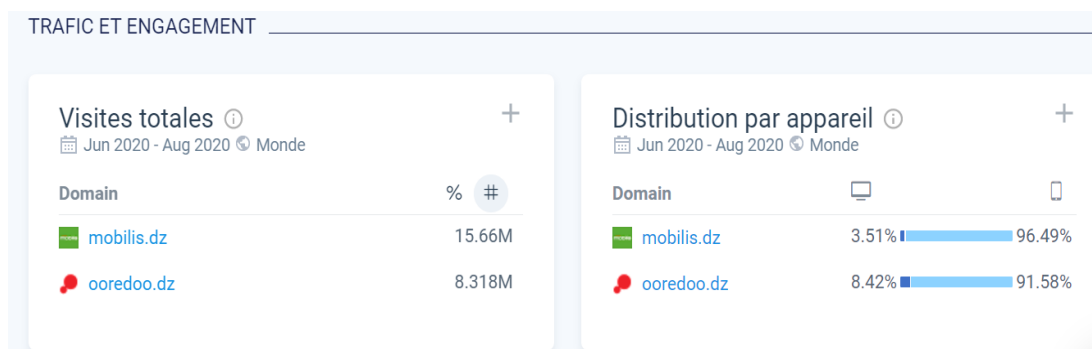 TRAFIC ET ENGAGEMENT
Visites totales
Jun 2020 - Aug 2020 Monde
Domain % #
mobilis.dz 15.66M
ooredoo.dz 8.318M
Distribution par appareil
Jun 2020 - Aug 2020 Monde
Domain
mobilis.dz 3.51% 96.49%
ooredoo.dz 8.42% 91.58%